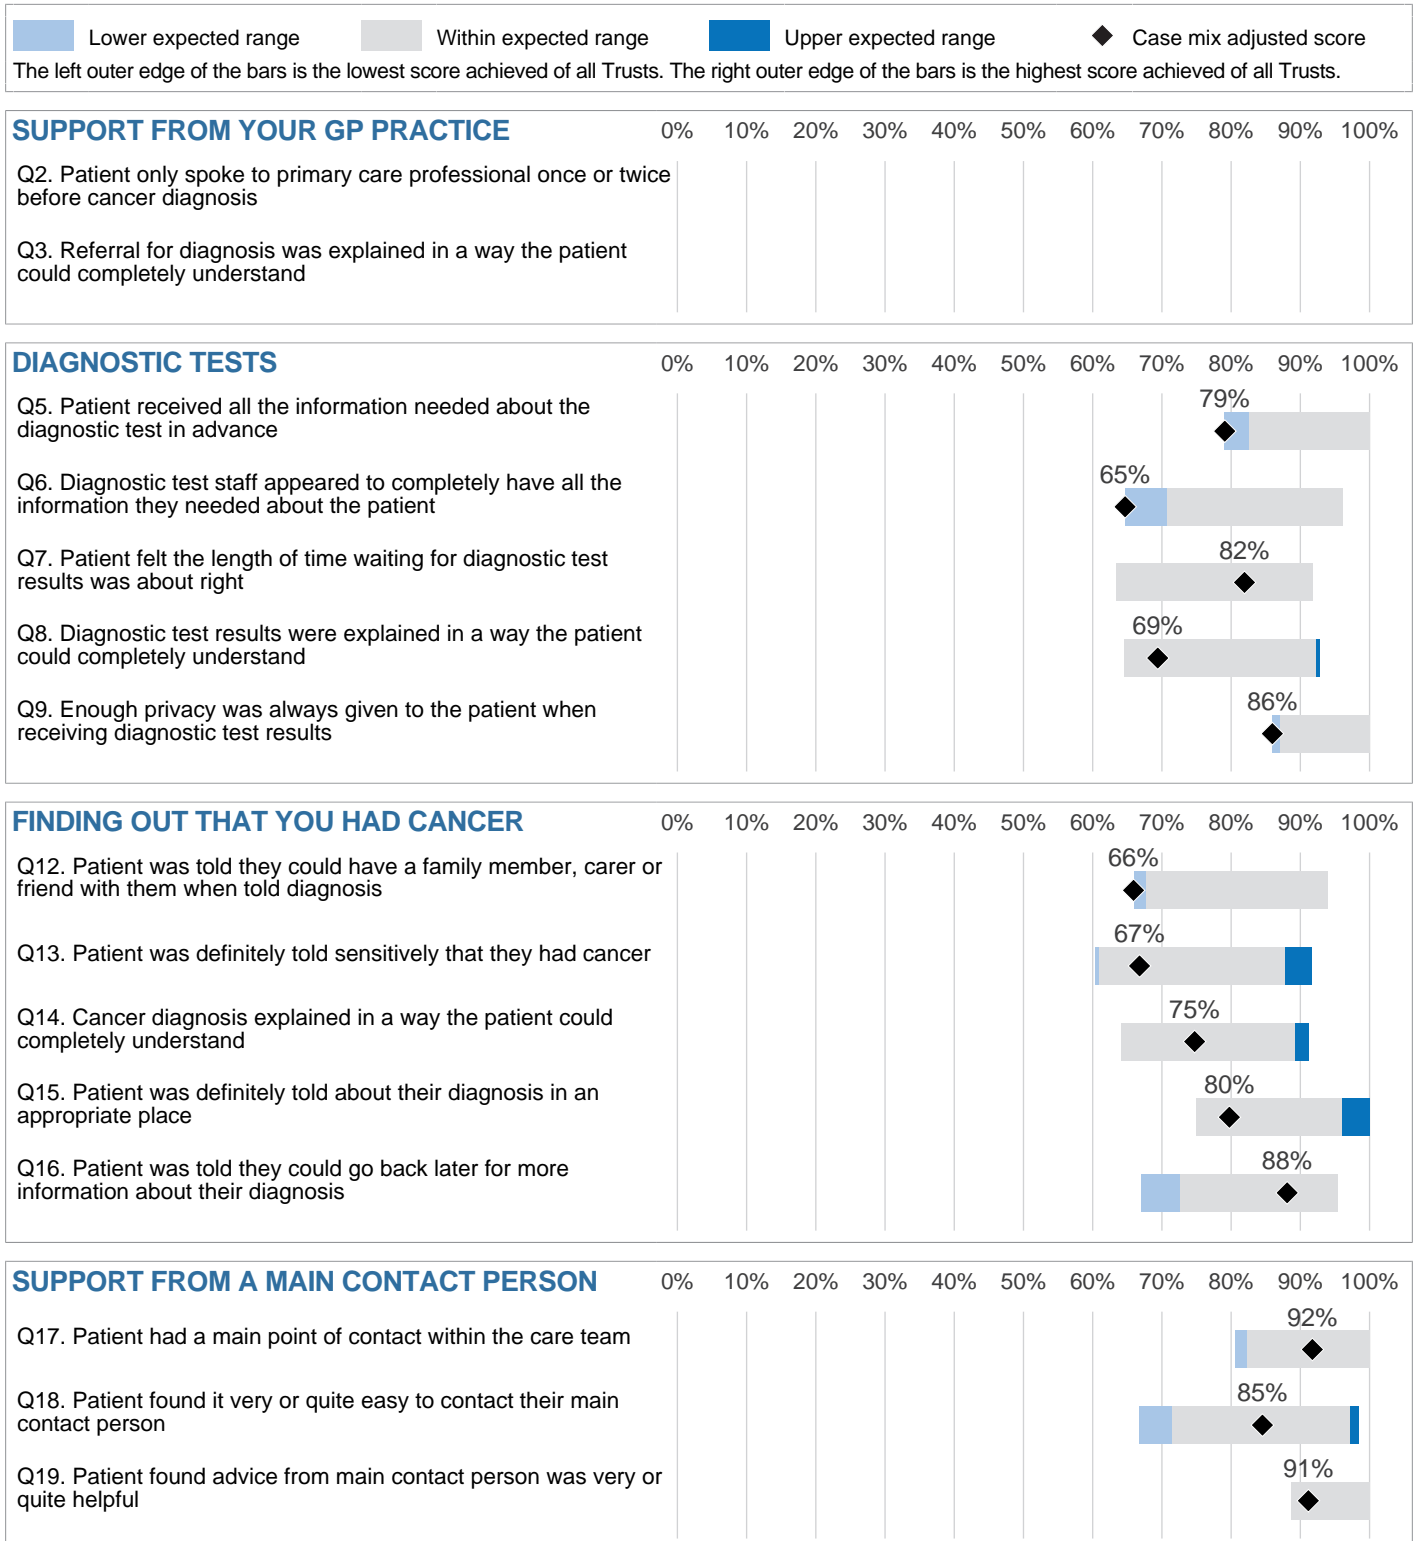 Lower expected range Within expected range Upper expected range Case mix adjusted score
The left outer edge of the bars is the lowest score achieved of all Trusts. The right outer edge of the bars is the highest score achieved of all Trusts.
SUPPORT FROM YOUR GP PRACTICE 0% 10% 20% 30% 40% 50% 60% 70% 80% 90% 100%
Q2. Patient only spoke to primary care professional once or twice
before cancer diagnosis
Q3. Referral for diagnosis was explained in a way the patient
could completely understand
DIAGNOSTIC TESTS 0% 10% 20% 30% 40% 50% 60% 70% 80% 90% 100%
79%
Q5. Patient received all the information needed about the
diagnostic test in advance
65%
Q6. Diagnostic test staff appeared to completely have all the
information they needed about the patient
82%
Q7. Patient felt the length of time waiting for diagnostic test
results was about right
69%
Q8. Diagnostic test results were explained in a way the patient
could completely understand
86%
Q9. Enough privacy was always given to the patient when
receiving diagnostic test results
FINDING OUT THAT YOU HAD CANCER 0% 10% 20% 30% 40% 50% 60% 70% 80% 90% 100%
66%
Q12. Patient was told they could have a family member, carer or
friend with them when told diagnosis
67%
Q13. Patient was definitely told sensitively that they had cancer
75%
Q14. Cancer diagnosis explained in a way the patient could
completely understand
80%
Q15. Patient was definitely told about their diagnosis in an
appropriate place
88%
Q16. Patient was told they could go back later for more
information about their diagnosis
SUPPORT FROM A MAIN CONTACT PERSON 0% 10% 20% 30% 40% 50% 60% 70% 80% 90% 100%
92%
Q17. Patient had a main point of contact within the care team
85%
Q18. Patient found it very or quite easy to contact their main
contact person
91%
Q19. Patient found advice from main contact person was very or
quite helpful